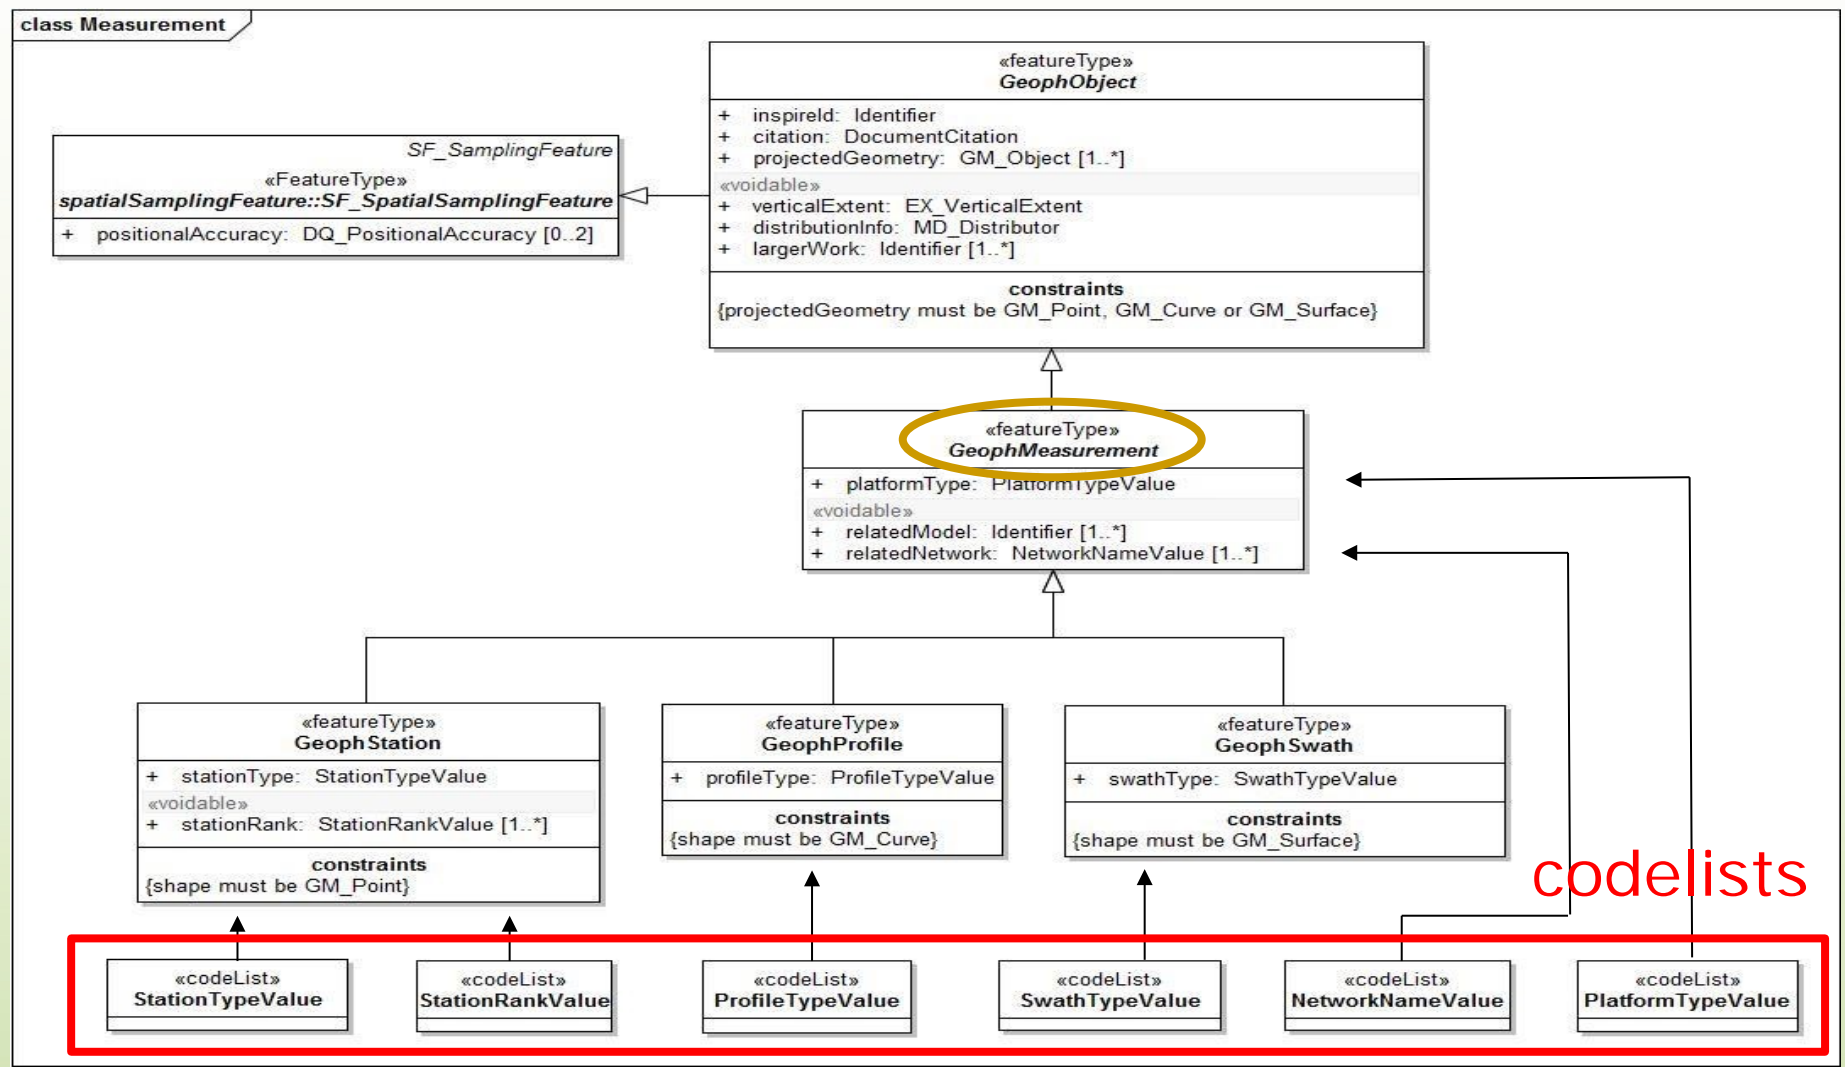 class Measurement
«featureType»
GeophObject
+ inspireId: Identifier
+ citation: DocumentCitation
+ projectedGeometry: GM_Object [1..*]
«voidable»
+ verticalExtent: EX_VerticalExtent
+ distributionInfo: MD_Distributor
+ largerWork: Identifier [1..*]
constraints
{projectedGeometry must be GM_Point, GM_Curve or GM_Surface}
SF_SamplingFeature
«FeatureType»
spatialSamplingFeature::SF_SpatialSamplingFeature
+ positionalAccuracy: DQ_PositionalAccuracy [0..2]
«featureType»
GeophMeasurement
+ platformType: PlatformTypeValue
«voidable»
+ relatedModel: Identifier [1..*]
+ relatedNetwork: NetworkNameValue [1..*]
«featureType»
GeophStation
+ stationType: StationTypeValue
«voidable»
+ stationRank: StationRankValue [1..*]
constraints
{shape must be GM_Point}
«featureType»
GeophProfile
+ profileType: ProfileTypeValue
constraints
{shape must be GM_Curve}
«featureType»
GeophSwath
+ swathType: SwathTypeValue
constraints
{shape must be GM_Surface}
codelists
«codeList»
StationTypeValue
«codeList»
StationRankValue
«codeList»
ProfileTypeValue
«codeList»
SwathTypeValue
«codeList»
NetworkNameValue
«codeList»
PlatformTypeValue